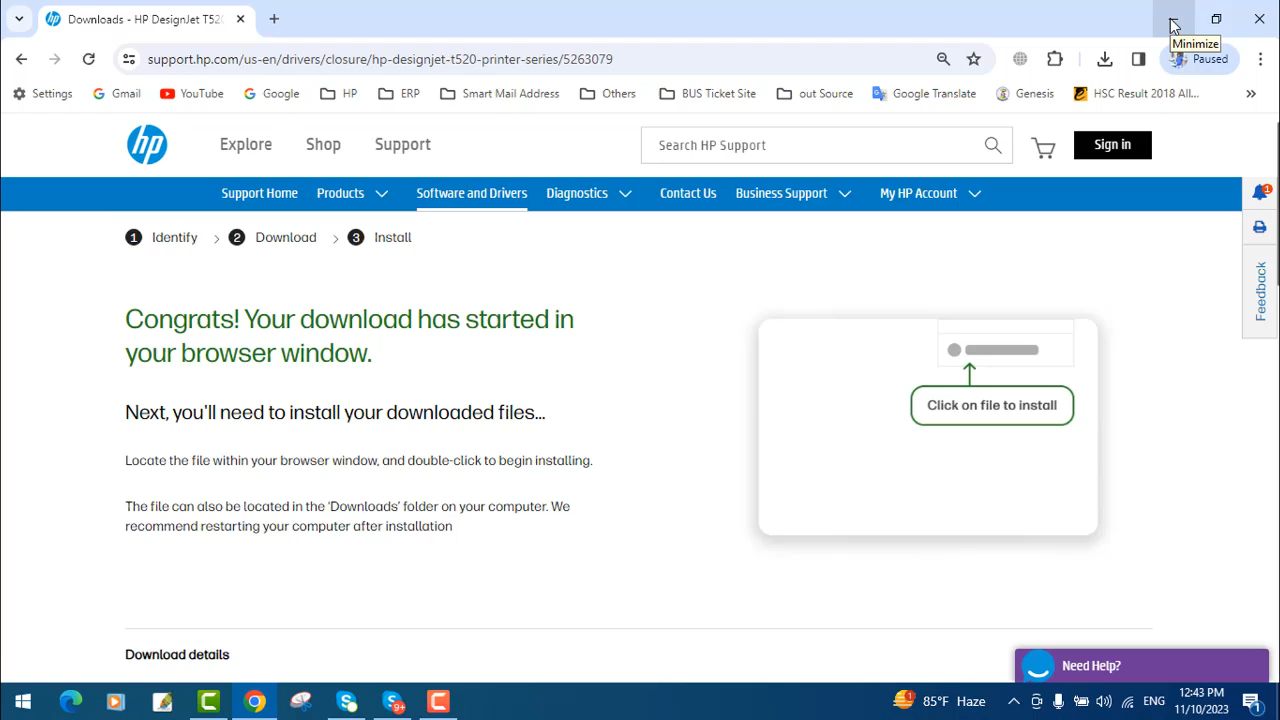 Downloads - HP DesignJet T520
Minimize
support.hp.com/us-en/drivers/closure/hp-designjet-t520-printer-series/5263079
Paused
Settings Gmail YouTube Google HP ERP Smart Mail Address Others BUS Ticket Site out Source Google Translate Genesis HSC Result 2018 All...
hp Explore Shop Support Search HP Support Sign in
Support Home Products Software and Drivers Diagnostics Contact Us Business Support My HP Account
1
1 Identify 2 Download 3 Install
Feedback
Congrats! Your download has started in
your browser window.
Click on file to install
Next, you'll need to install your downloaded files...
Locate the file within your browser window, and double-click to begin installing.
The file can also be located in the 'Downloads' folder on your computer. We
recommend restarting your computer after installation
Download details
Need Help?
9+
1 85°F Haze
ENG
12:43 PM
11/10/2023
1